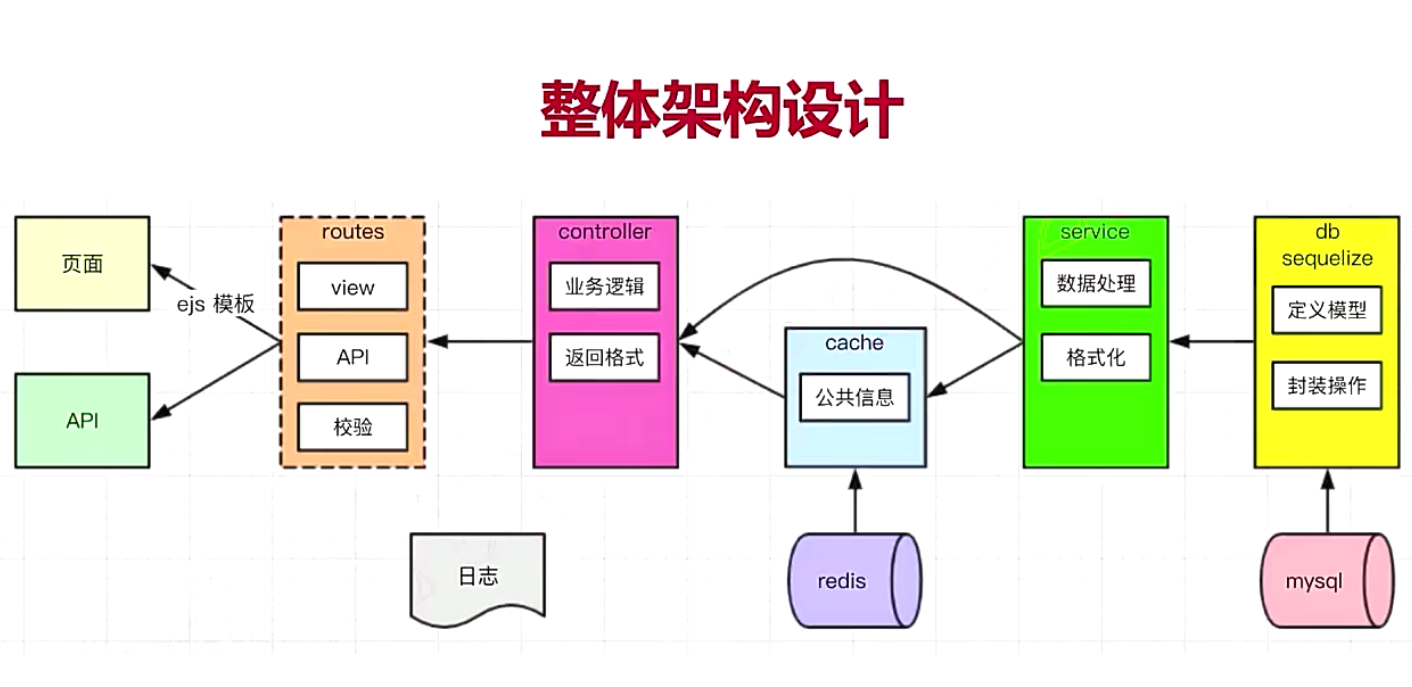 整体架构设计
页面
ejs 模板
API
routes
view
API
校验
controller
业务逻辑
返回格式
cache
公共信息
service
数据处理
格式化
db
sequelize
定义模型
封装操作
日志
redis
mysql